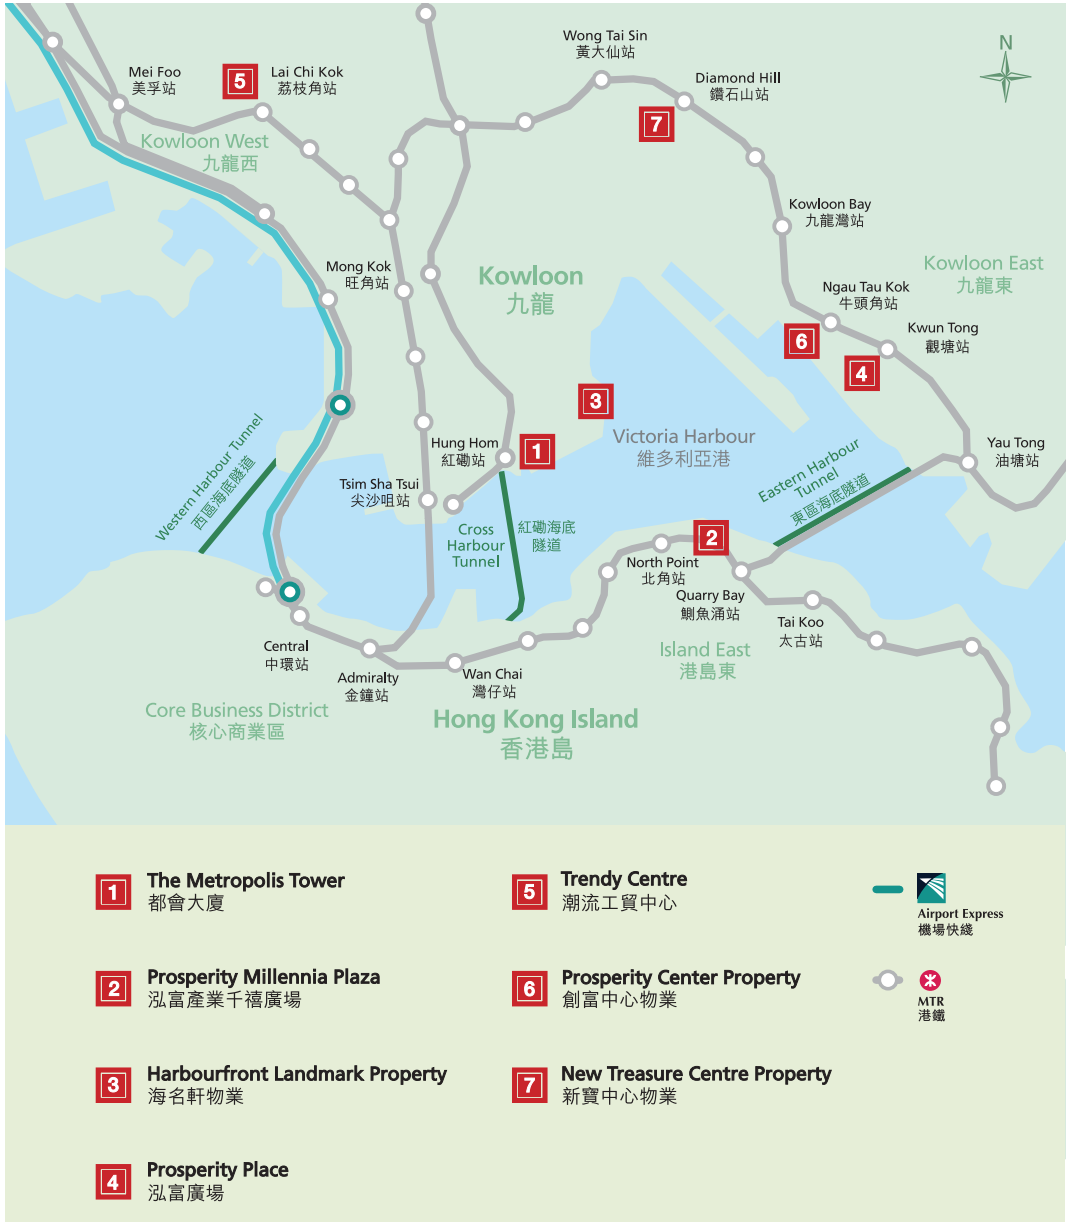 Wong Tai Sin
黃大仙站
N
Mei Foo
美孚站
5
Lai Chi Kok
荔枝角站
Diamond Hill
鑽石山站
7
Kowloon West
九龍西
Kowloon Bay
九龍灣站
Mong Kok
旺角站
Kowloon
九龍
Kowloon East
九龍東
Ngau Tau Kok
牛頭角站
6
Kwun Tong
觀塘站
4
3
Hung Hom
紅磡站
1
Victoria Harbour
維多利亞港
Yau Tong
油塘站
Western Harbour Tunnel
西區海底隧道
Tsim Sha Tsui
尖沙咀站
Eastern Harbour
Tunnel
東區海底隧道
Cross
Harbour
Tunnel
紅磡海底
隧道
2
North Point
北角站
Quarry Bay
鰂魚涌站
Tai Koo
太古站
Central
中環站
Admiralty
金鐘站
Wan Chai
灣仔站
Island East
港島東
Core Business District
核心商業區
Hong Kong Island
香港島
1
The Metropolis Tower
都會大廈
2
Prosperity Millennia Plaza
泓富產業千禧廣場
3
Harbourfront Landmark Property
海名軒物業
4
Prosperity Place
泓富廣場
5
Trendy Centre
潮流工貿中心
6
Prosperity Center Property
創富中心物業
7
New Treasure Centre Property
新寶中心物業
Airport Express
機場快綫
MTR
港鐵